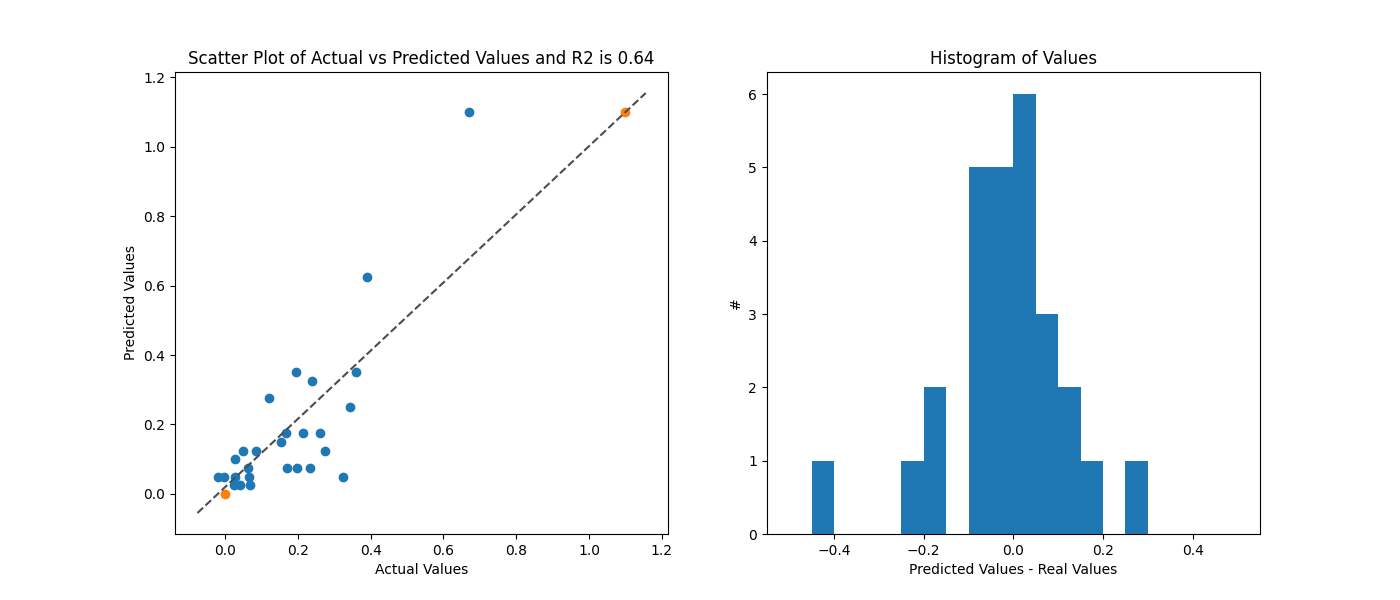 Scatter Plot of Actual vs Predicted Values and R2 is 0.64
1.2
1.0
0.8
0.6
0.4
0.2
0.0
Predicted Values
0.0 0.2 0.4 0.6 0.8 1.0 1.2
Actual Values
Histogram of Values
6
5
4
3
2
1
0
#
−0.4 −0.2 0.0 0.2 0.4
Predicted Values - Real Values